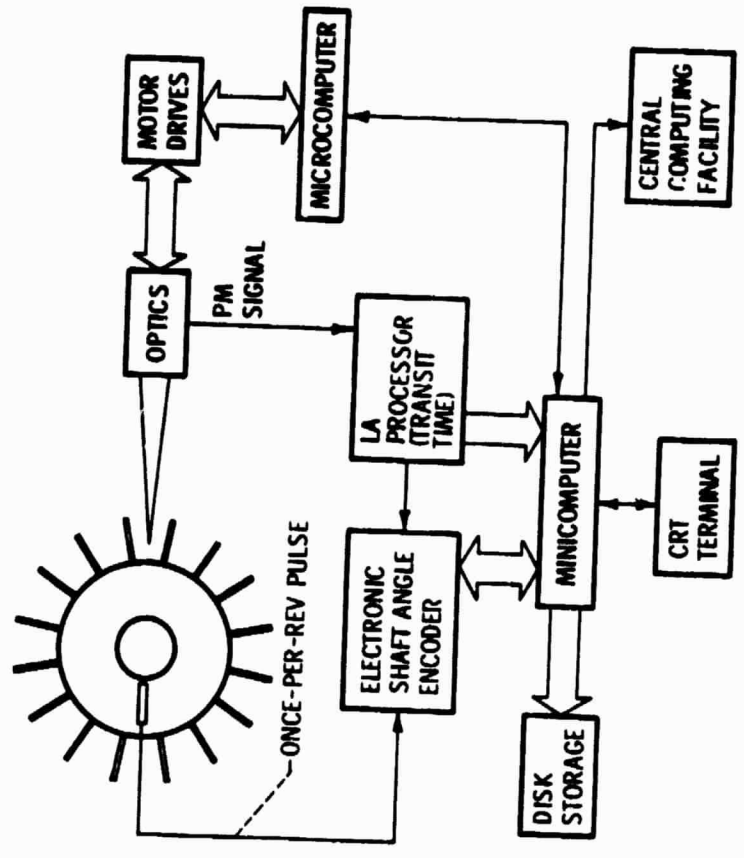 OPTICS
MOTOR
DRIVES
PM
SIGNAL
MICROCOMPUTER
ONCE-PER-REV PULSE
ELECTRONIC
SHAFT ANGLE
ENCODER
LA
PROCESSOR
(TRANSIT
TIME)
MINICOMPUTER
DISK
STORAGE
CRT
TERMINAL
CENTRAL
COMPUTING
FACILITY